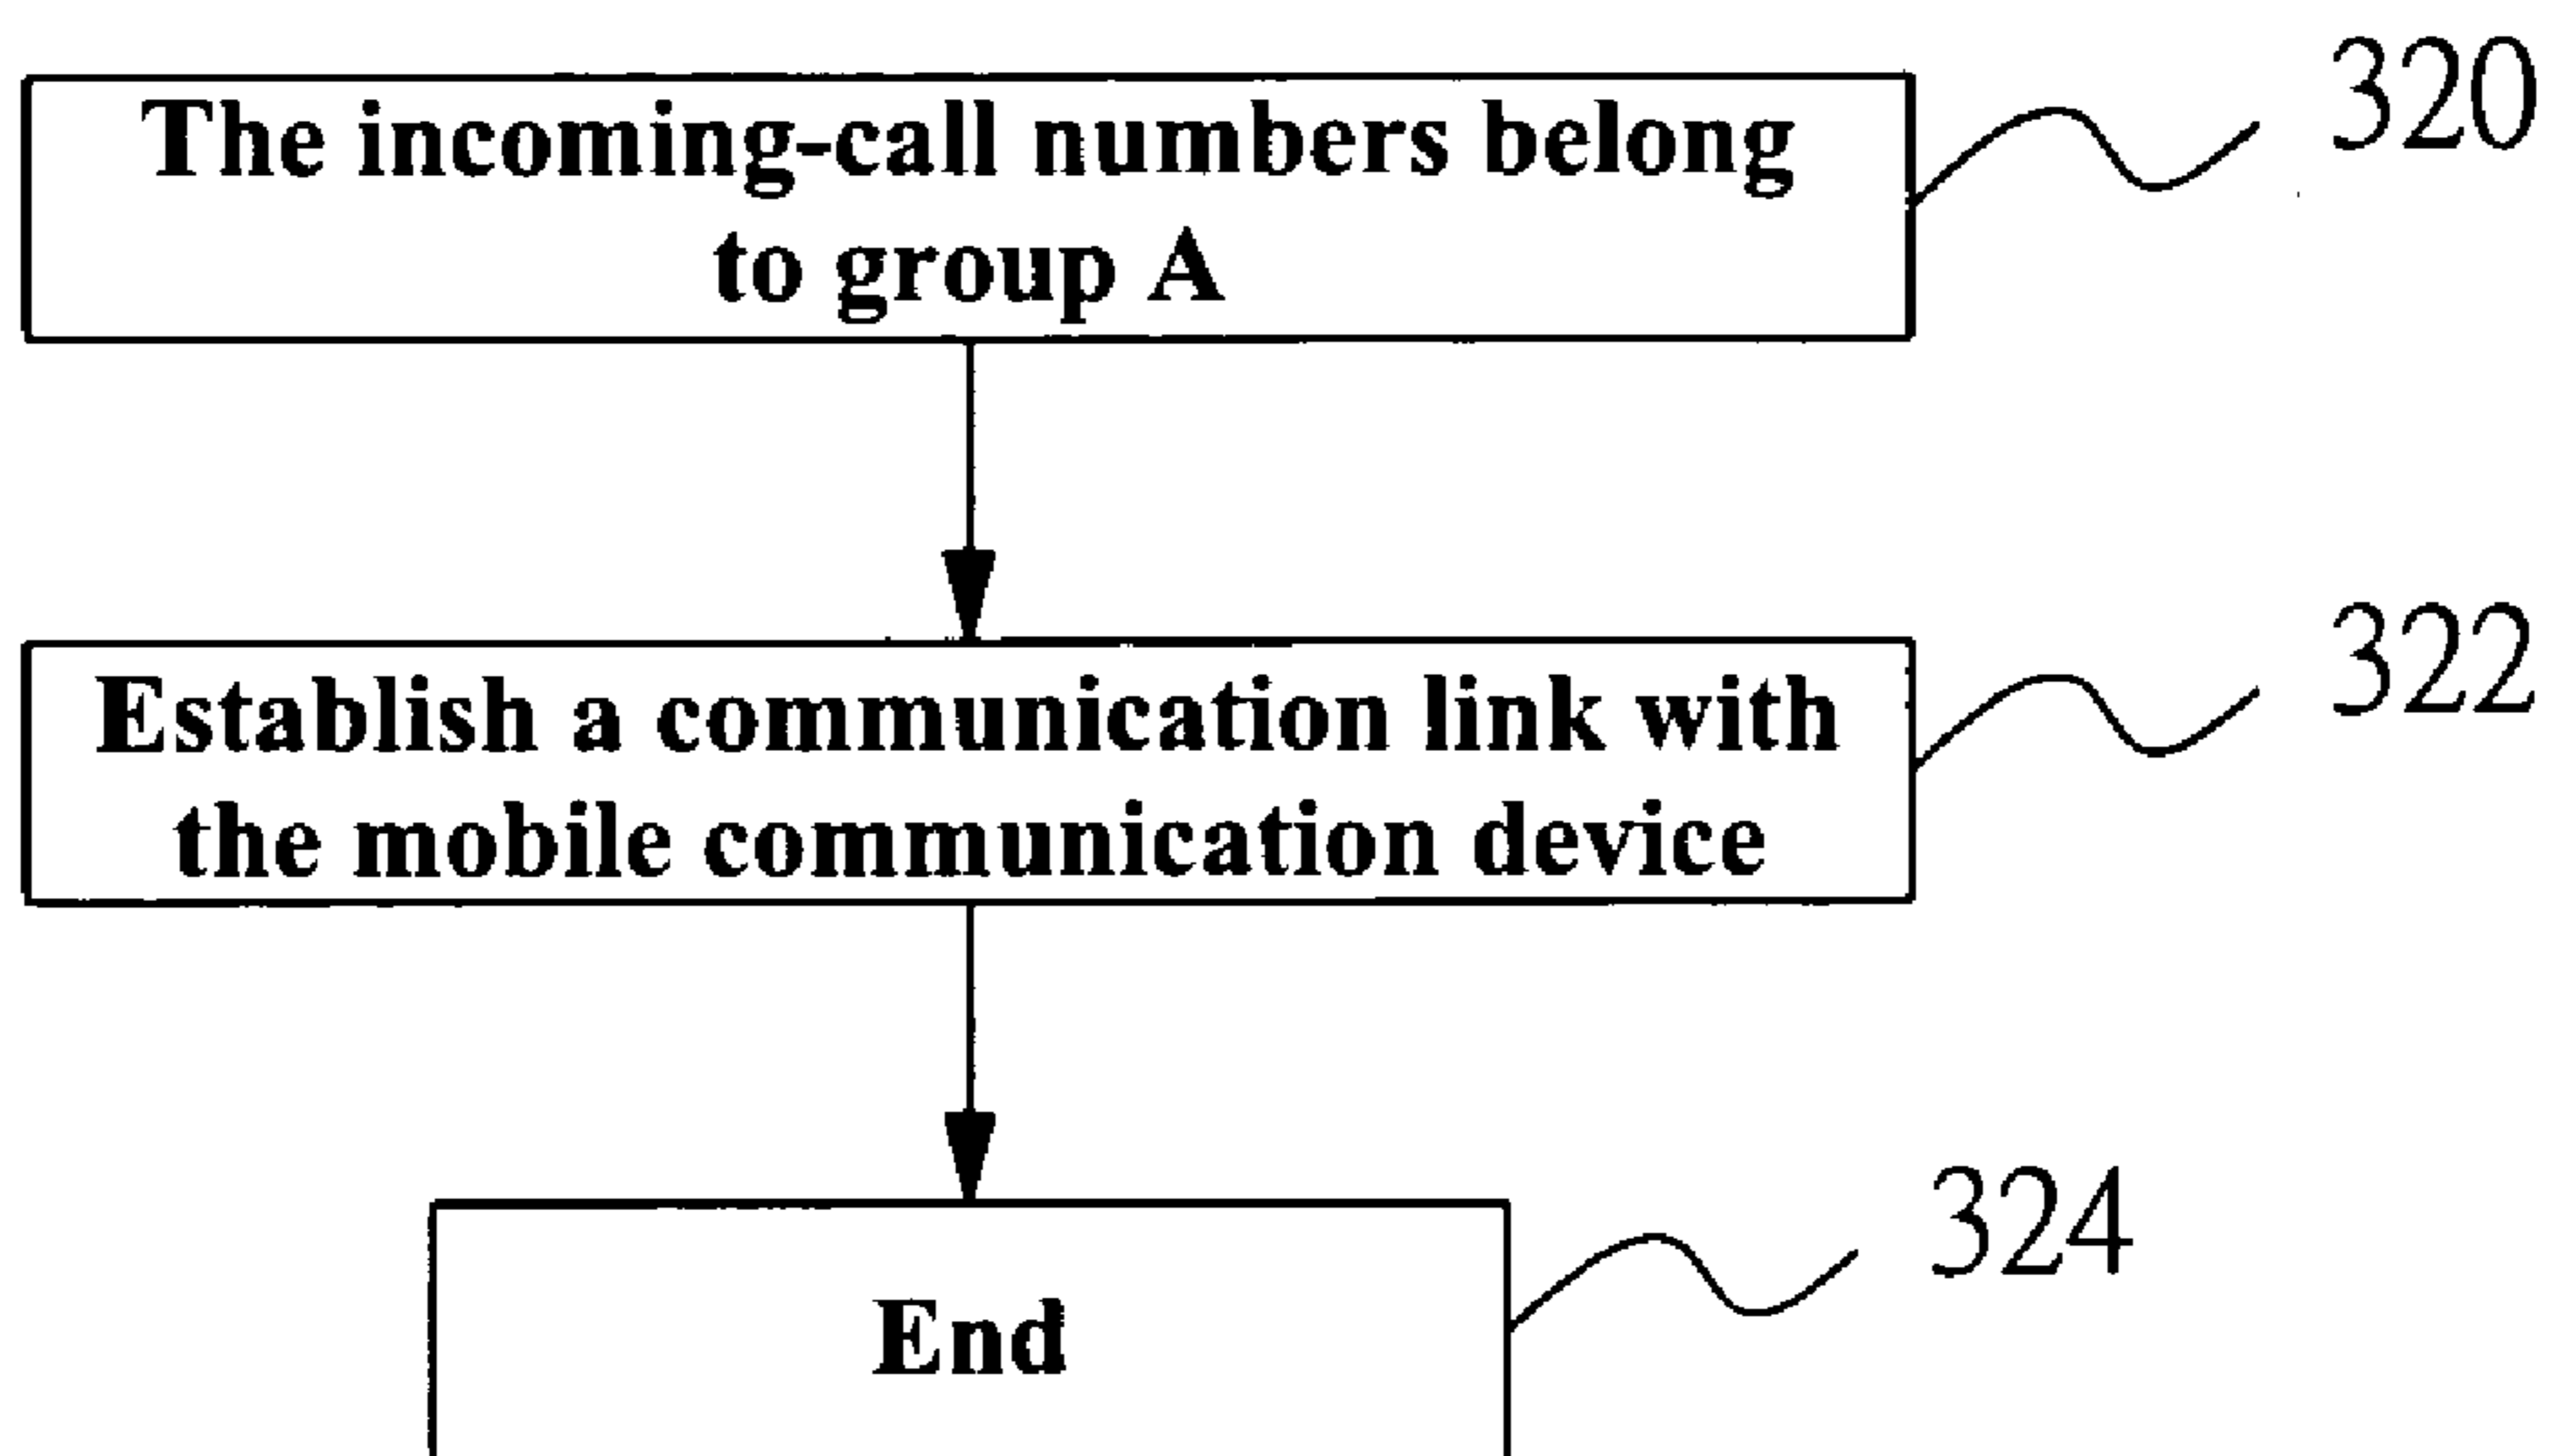 The incoming-call numbers belong
to group A
320
Establish a communication link with
the mobile communication device
322
End
324